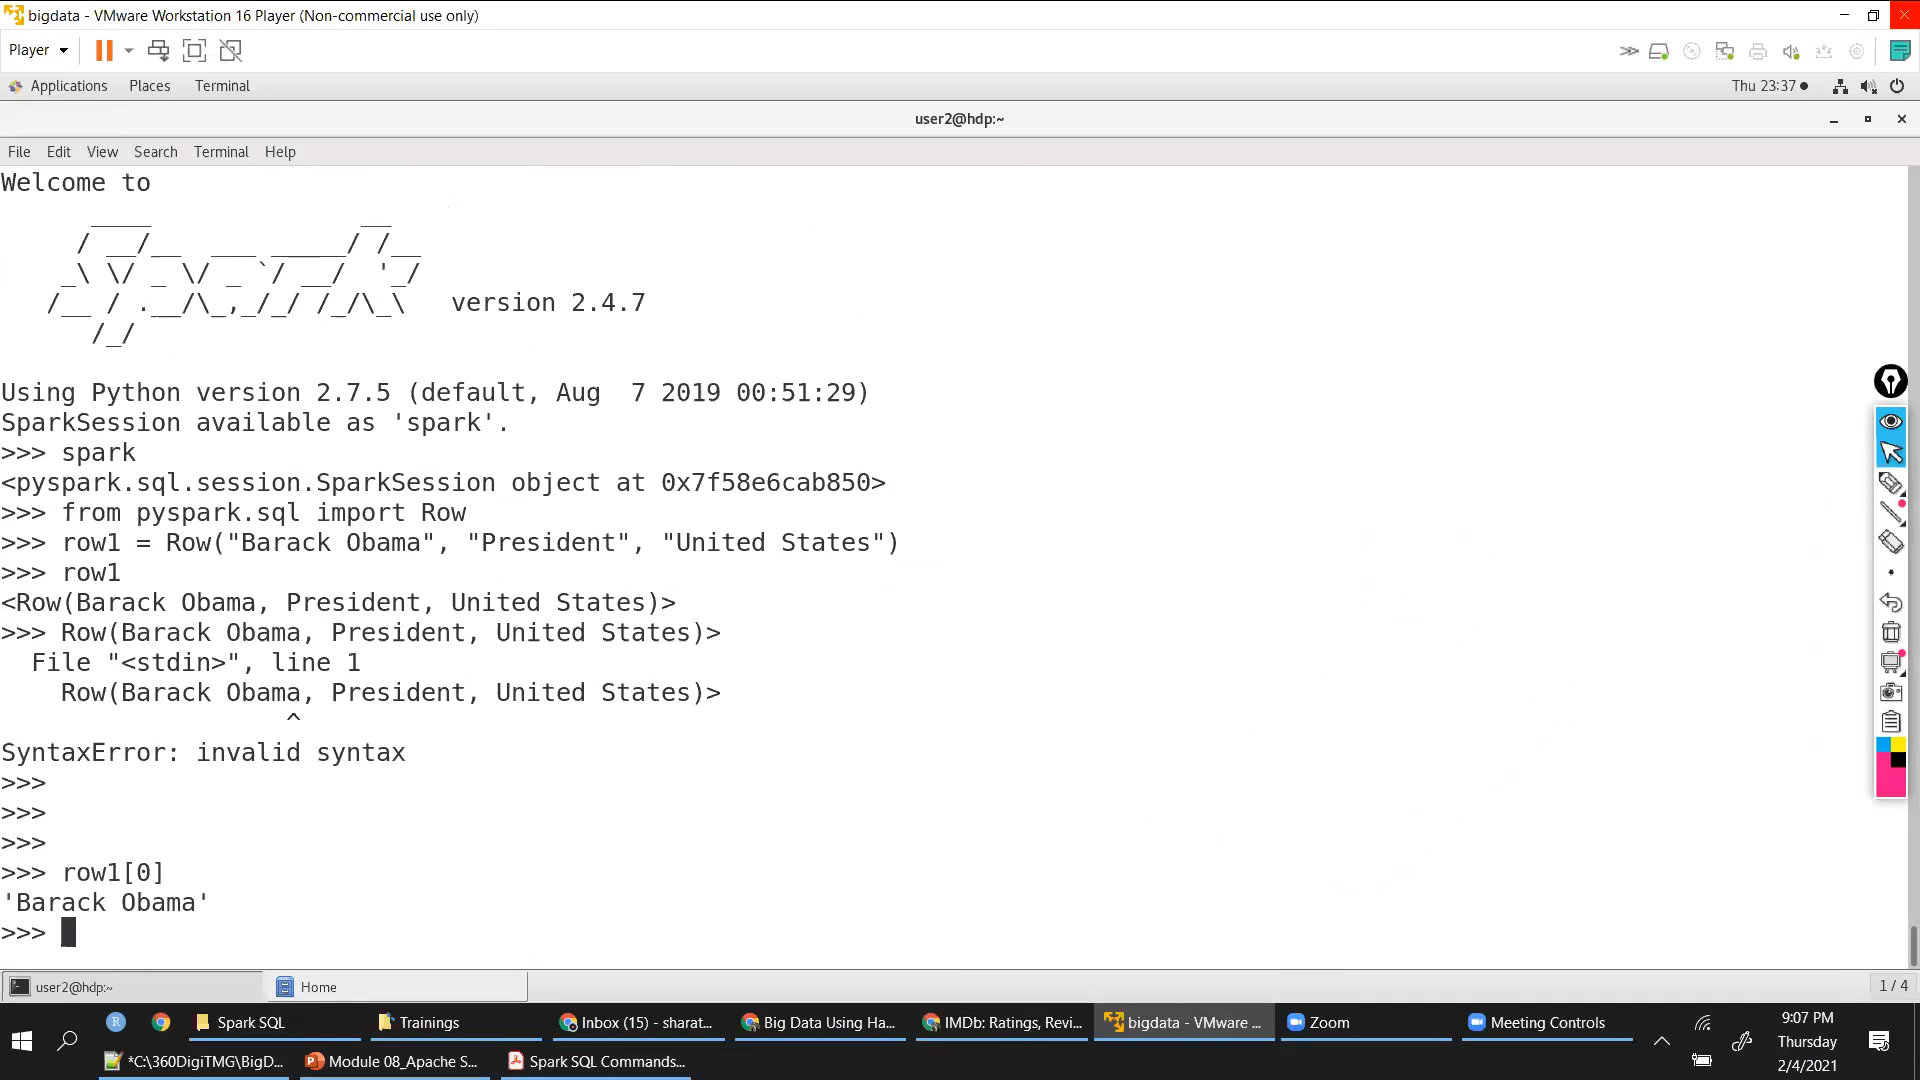 bigdata - VMware Workstation 16 Player (Non-commercial use only)
Player
Applications Places Terminal Thu 23:37
user2@hdp:~
File Edit View Search Terminal Help
Welcome to
version 2.4.7
Using Python version 2.7.5 (default, Aug  7 2019 00:51:29)
SparkSession available as 'spark'.
>>> spark
<pyspark.sql.session.SparkSession object at 0x7f58e6cab850>
>>> from pyspark.sql import Row
>>> row1 = Row("Barack Obama", "President", "United States")
>>> row1
<Row(Barack Obama, President, United States)>
>>> Row(Barack Obama, President, United States)>
  File "<stdin>", line 1
    Row(Barack Obama, President, United States)>
                   ^
SyntaxError: invalid syntax
>>>
>>>
>>>
>>> row1[0]
'Barack Obama'
>>>
user2@hdp:~ Home 1 / 4
Spark SQL Trainings Inbox (15) - sharat... Big Data Using Ha... IMDb: Ratings, Revi... bigdata - VMware ... Zoom Meeting Controls 9:07 PM
Thursday
*C:\360DigiTMG\BigD... Module 08_Apache S... Spark SQL Commands... 2/4/2021